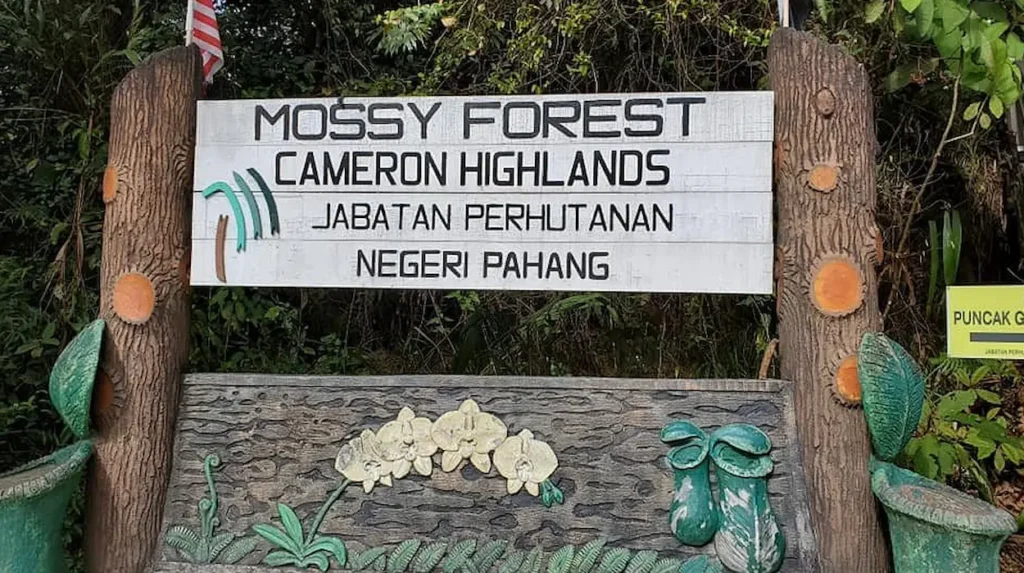 MOSSY FOREST
CAMERON HIGHLANDS
JABATAN PERHUTANAN
NEGERI PAHANG
PUNCAK G